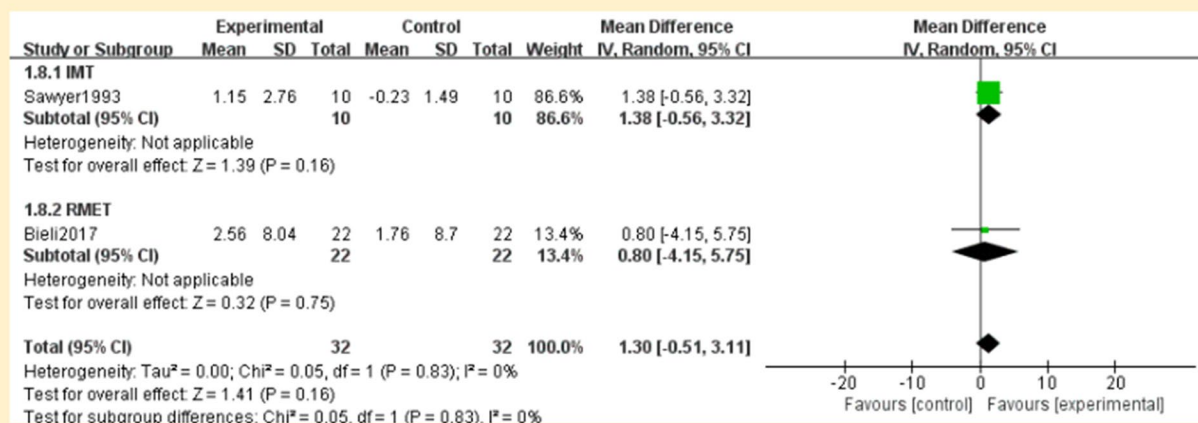 Experimental Control Mean Difference Mean Difference
Study or Subgroup Mean SD Total Mean SD Total Weight IV, Random, 95% CI IV, Random, 95% CI
1.8.1 IMT
Sawyer1993 1.15 2.76 10 -0.23 1.49 10 86.6% 1.38 [-0.56, 3.32]
Subtotal (95% CI) 10 10 86.6% 1.38 [-0.56, 3.32]
Heterogeneity: Not applicable
Test for overall effect: Z = 1.39 (P = 0.16)
1.8.2 RMET
Bieli2017 2.56 8.04 22 1.76 8.7 22 13.4% 0.80 [-4.15, 5.75]
Subtotal (95% CI) 22 22 13.4% 0.80 [-4.15, 5.75]
Heterogeneity: Not applicable
Test for overall effect: Z = 0.32 (P = 0.75)
Total (95% CI) 32 32 100.0% 1.30 [-0.51, 3.11]
Heterogeneity: Tau² = 0.00; Chi² = 0.05, df = 1 (P = 0.83); I² = 0%
Test for overall effect: Z = 1.41 (P = 0.16)
Test for subgroup differences: Chi² = 0.05, df = 1 (P = 0.83), I² = 0%
-20 -10 0 10 20
Favours [control] Favours [experimental]